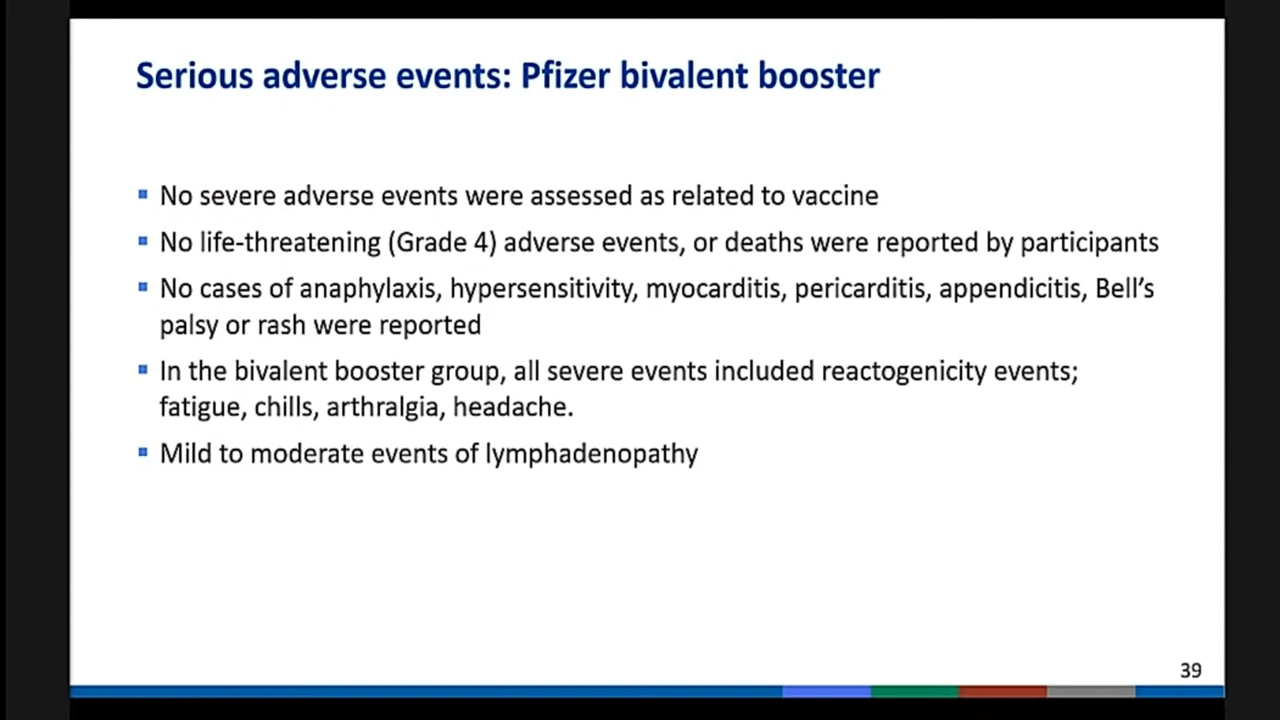 Serious adverse events: Pfizer bivalent booster
▪ No severe adverse events were assessed as related to vaccine
▪ No life-threatening (Grade 4) adverse events, or deaths were reported by participants
▪ No cases of anaphylaxis, hypersensitivity, myocarditis, pericarditis, appendicitis, Bell’s
palsy or rash were reported
▪ In the bivalent booster group, all severe events included reactogenicity events;
fatigue, chills, arthralgia, headache.
▪ Mild to moderate events of lymphadenopathy
39